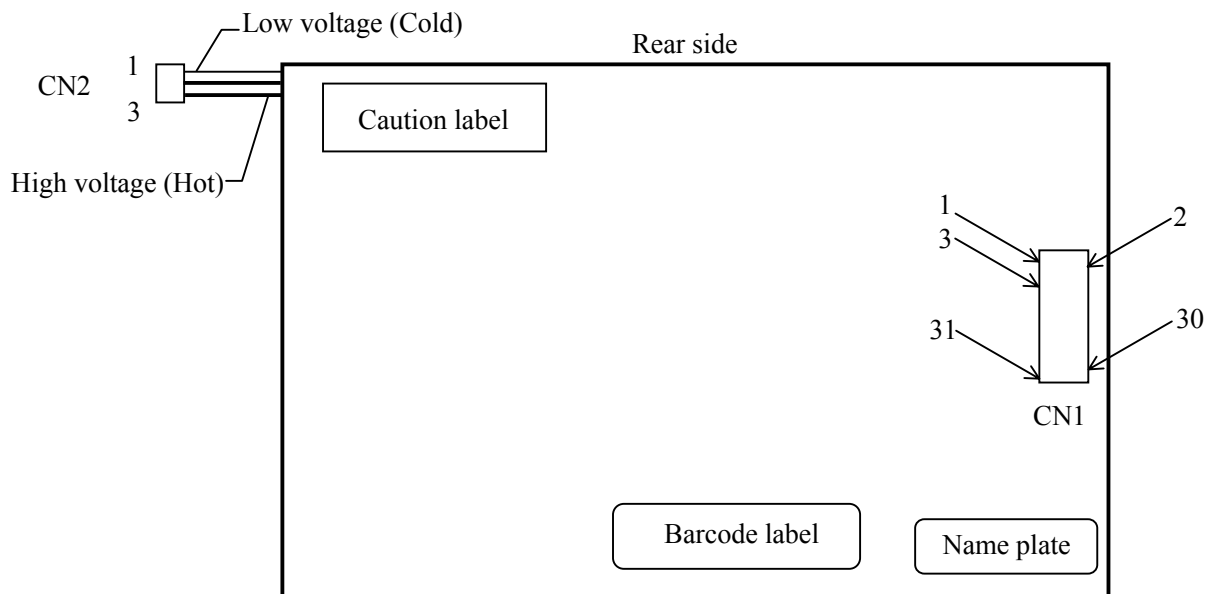 Low voltage (Cold)
Rear side
1
CN2
3
Caution label
High voltage (Hot)
1
2
3
31
30
CN1
Barcode label
Name plate